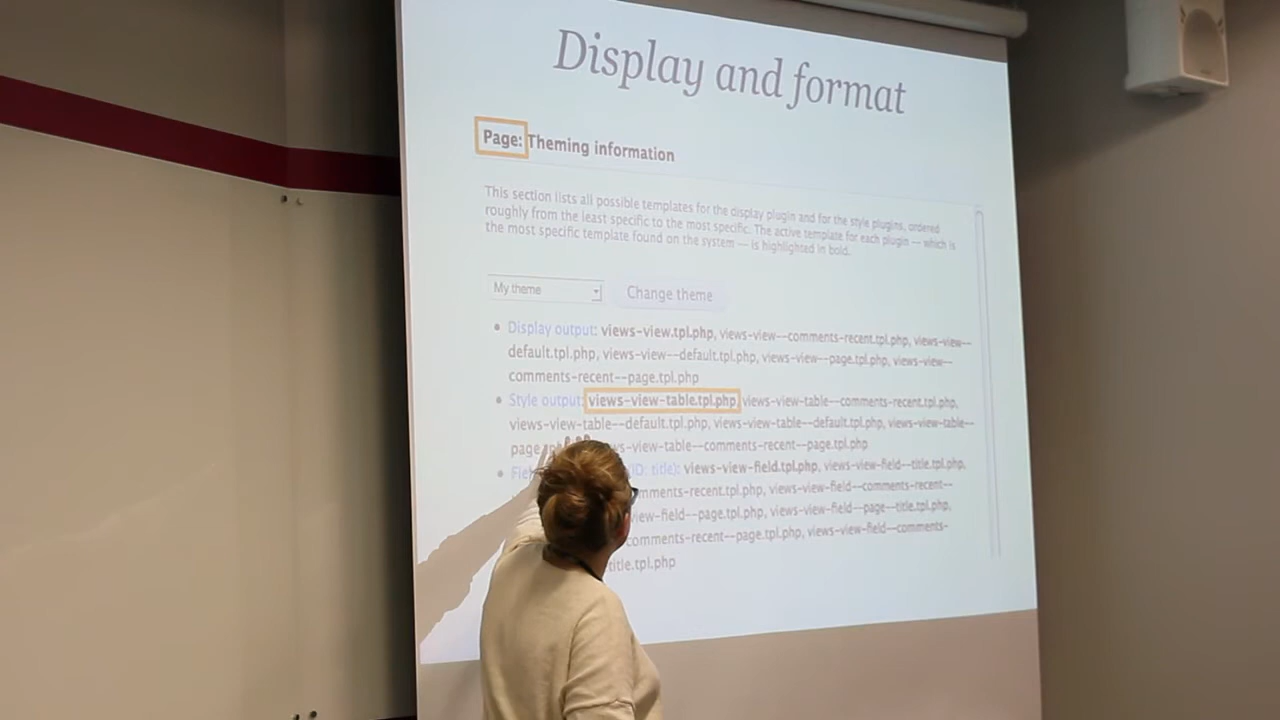 Display and format
Page: Theming information
This section lists all possible templates for the display plugin and for the style plugins, ordered
roughly from the least specific to the most specific. The active template for each plugin — which is
the most specific template found on the system — is highlighted in bold.
My theme Change theme
• Display output: views-view.tpl.php, views-view--comments-recent.tpl.php, views-view--
default.tpl.php, views-view--default.tpl.php, views-view--page.tpl.php, views-view--
comments-recent--page.tpl.php
• Style output: views-view-table.tpl.php, views-view-table--comments-recent.tpl.php,
views-view-table--default.tpl.php, views-view-table--default.tpl.php, views-view-table--
page views-view-table--comments-recent--page.tpl.php
• ID: title): views-view-field.tpl.php, views-view-field--title.tpl.php,
mments-recent.tpl.php, views-view-field--comments-recent--
view-field--page.tpl.php, views-view-field--page--title.tpl.php,
comments-recent--page.tpl.php, views-view-field--comments-
title.tpl.php